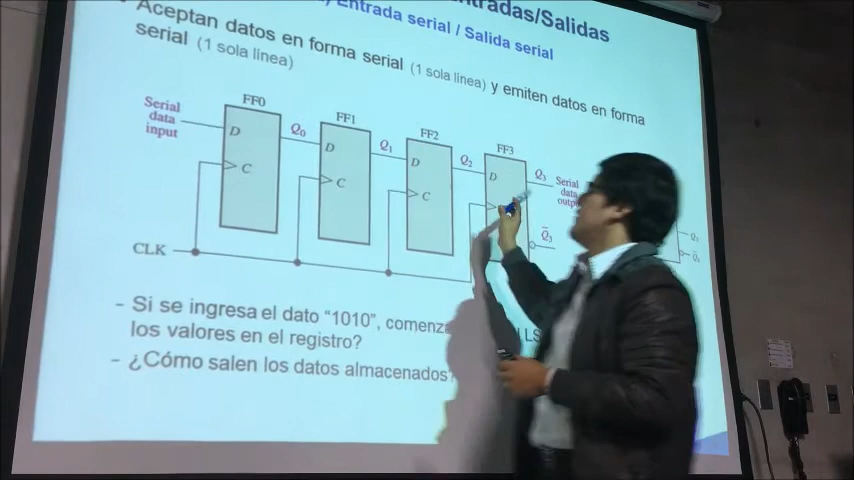 Entradas/Salidas
Entrada serial / Salida serial
Aceptan datos en forma serial (1 sola línea) y emiten datos en forma
serial (1 sola línea)
FF0
FF1
FF2
FF3
Serial
data
input
D
Q0
D
Q1
D
Q2
D
Q3
Serial
data
output
C
C
C
Q̅3
CLK
- Si se ingresa el dato "1010",
los valores en el registro?
- ¿Cómo salen los datos almacenados